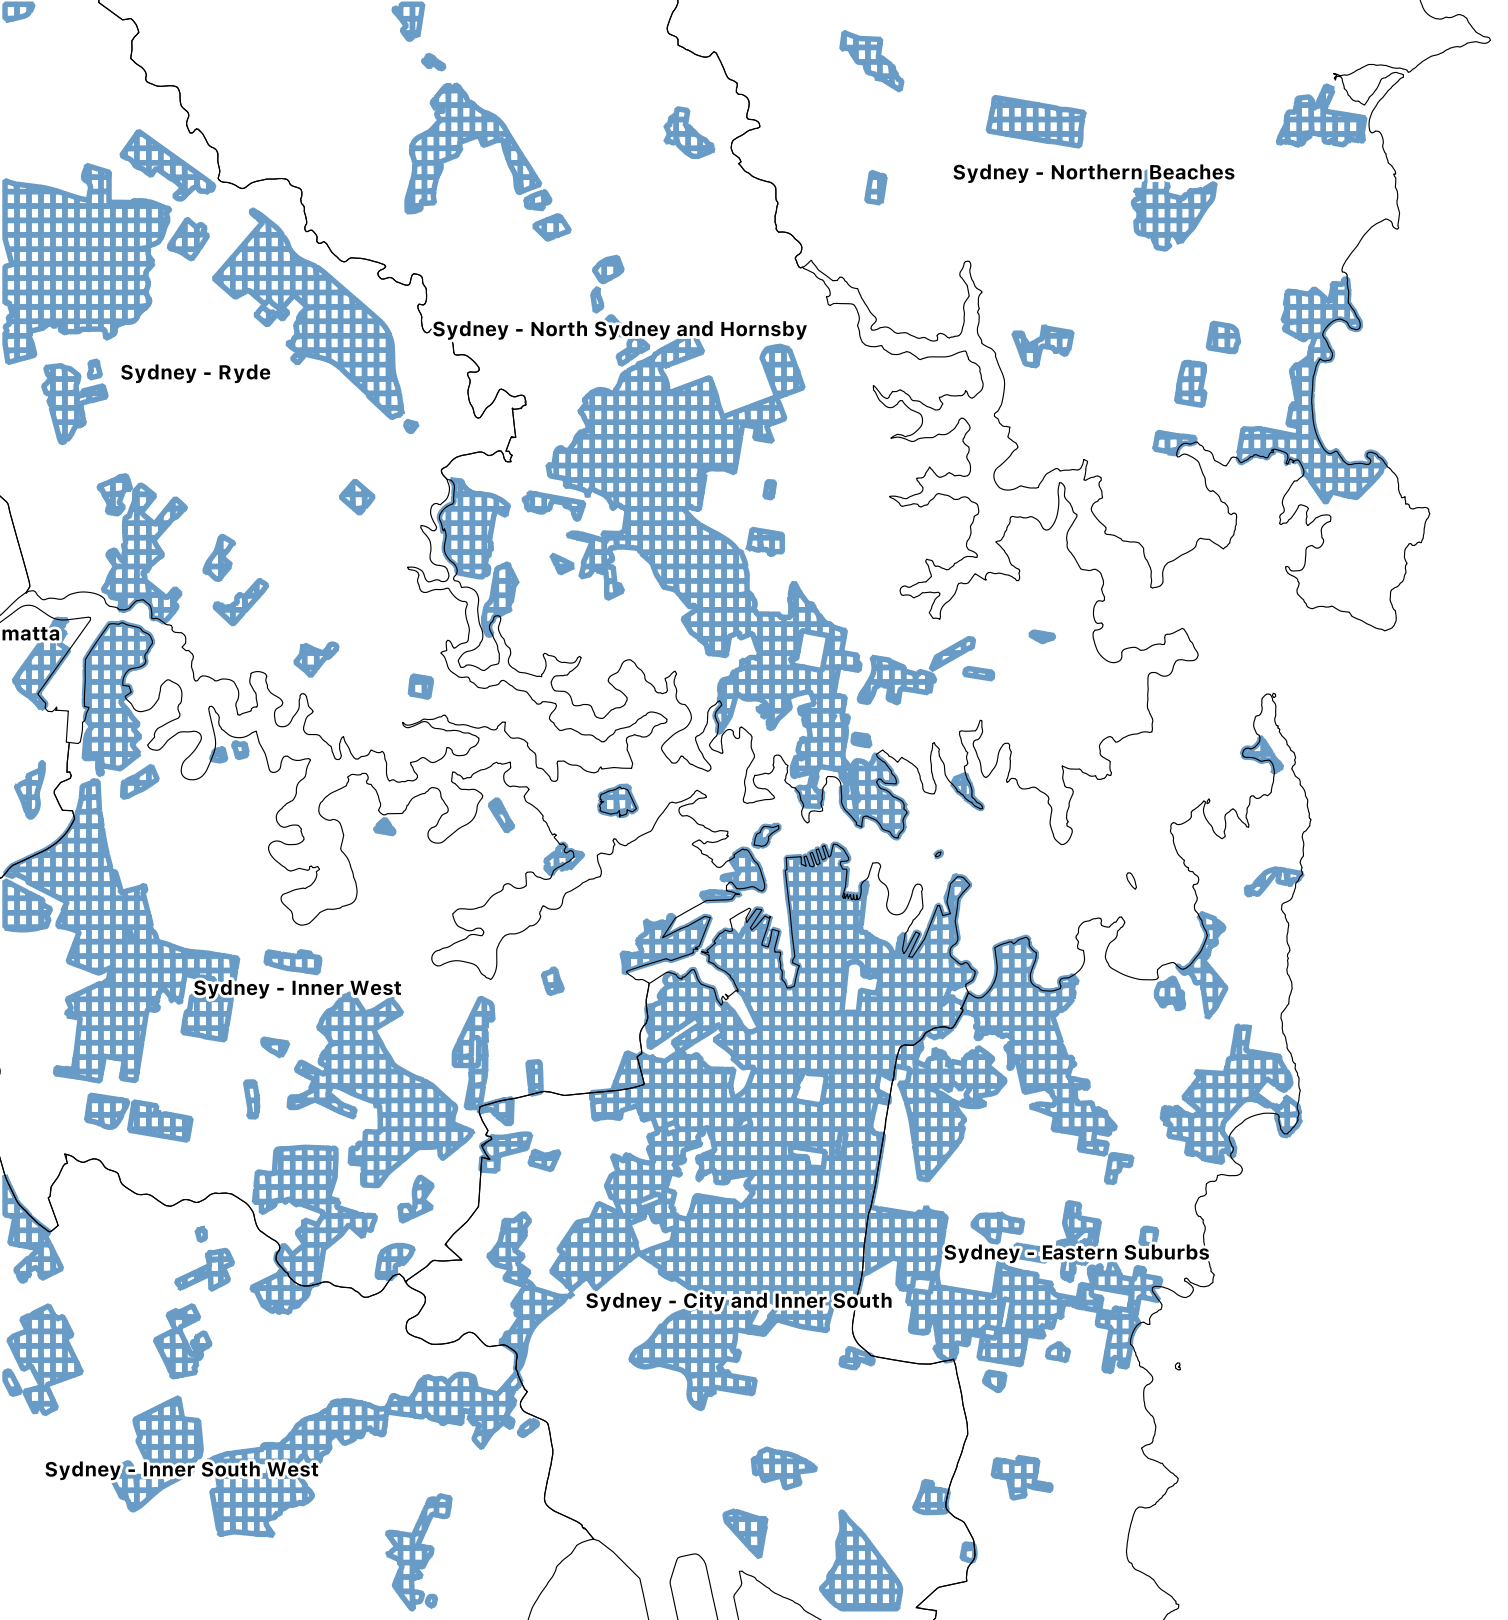 Sydney - Northern Beaches
Sydney - North Sydney and Hornsby
Sydney - Ryde
matta
Sydney - Inner West
Sydney - Eastern Suburbs
Sydney - City and Inner South
Sydney - Inner South West